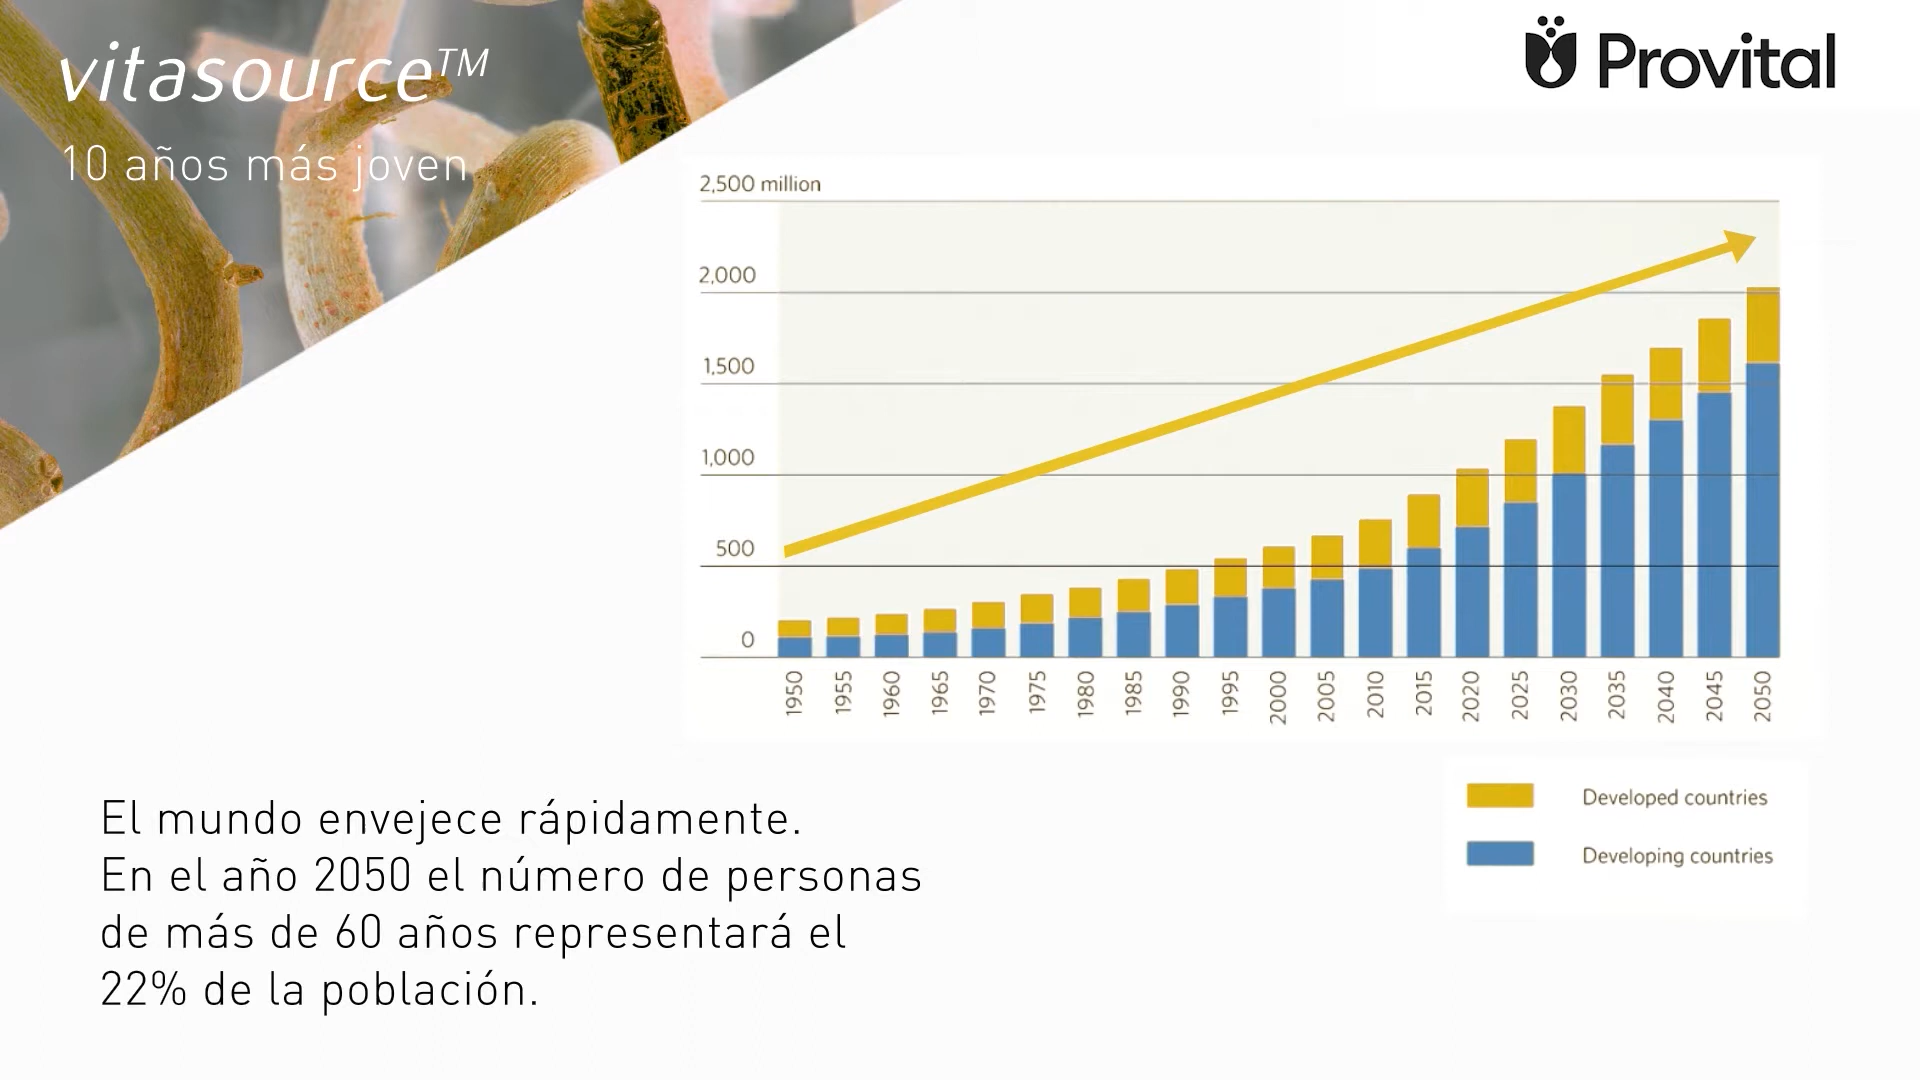 vitasource™
10 años más joven
Provital
2,500 million
2,000
1,500
1,000
500
0
1950
1955
1960
1965
1970
1975
1980
1985
1990
1995
2000
2005
2010
2015
2020
2025
2030
2035
2040
2045
2050
Developed countries
Developing countries
El mundo envejece rápidamente.
En el año 2050 el número de personas
de más de 60 años representará el
22% de la población.